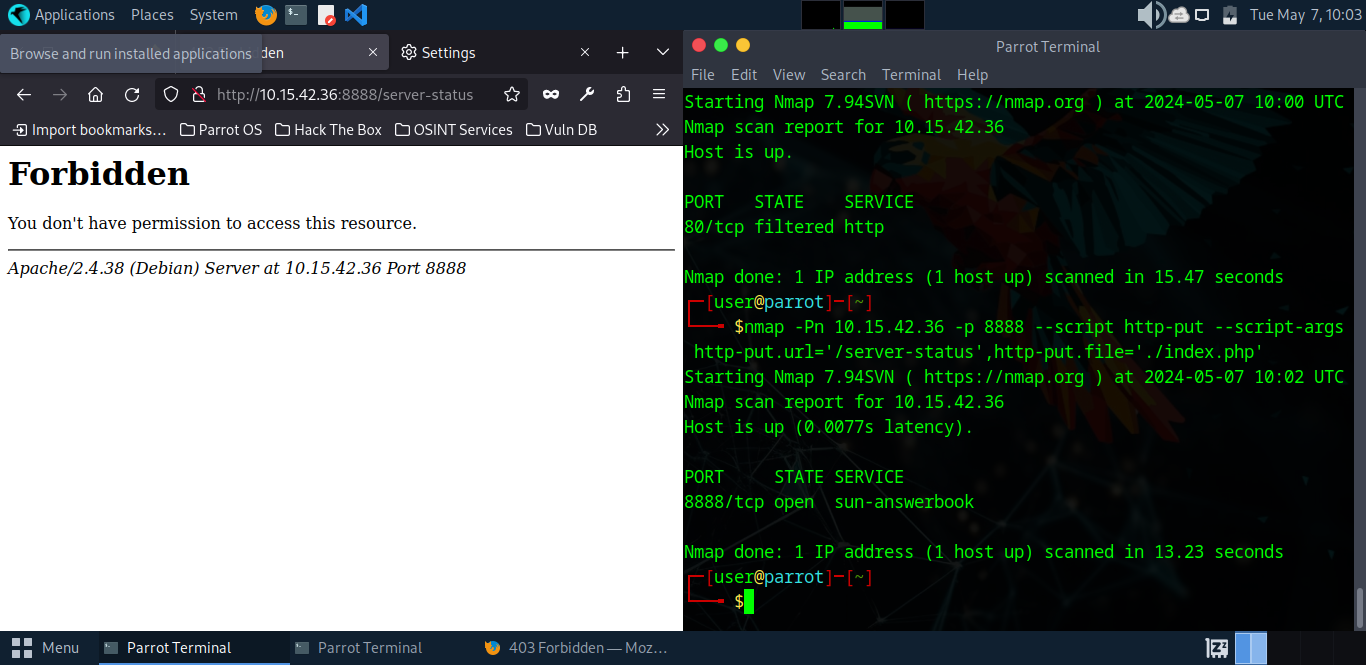 Applications Places System
Tue May 7, 10:03
Browse and run installed applications
den
Settings
http://10.15.42.36:8888/server-status
Import bookmarks… Parrot OS Hack The Box OSINT Services Vuln DB
Forbidden
You don't have permission to access this resource.
Apache/2.4.38 (Debian) Server at 10.15.42.36 Port 8888
Parrot Terminal
File Edit View Search Terminal Help
Starting Nmap 7.94SVN ( https://nmap.org ) at 2024-05-07 10:00 UTC
Nmap scan report for 10.15.42.36
Host is up.
PORT   STATE    SERVICE
80/tcp filtered http
Nmap done: 1 IP address (1 host up) scanned in 15.47 seconds
┌─[user@parrot]─[~]
└──╼ $nmap -Pn 10.15.42.36 -p 8888 --script http-put --script-args
http-put.url='/server-status',http-put.file='./index.php'
Starting Nmap 7.94SVN ( https://nmap.org ) at 2024-05-07 10:02 UTC
Nmap scan report for 10.15.42.36
Host is up (0.0077s latency).
PORT     STATE SERVICE
8888/tcp open  sun-answerbook
Nmap done: 1 IP address (1 host up) scanned in 13.23 seconds
┌─[user@parrot]─[~]
└──╼ $
Menu Parrot Terminal Parrot Terminal 403 Forbidden — Moz…